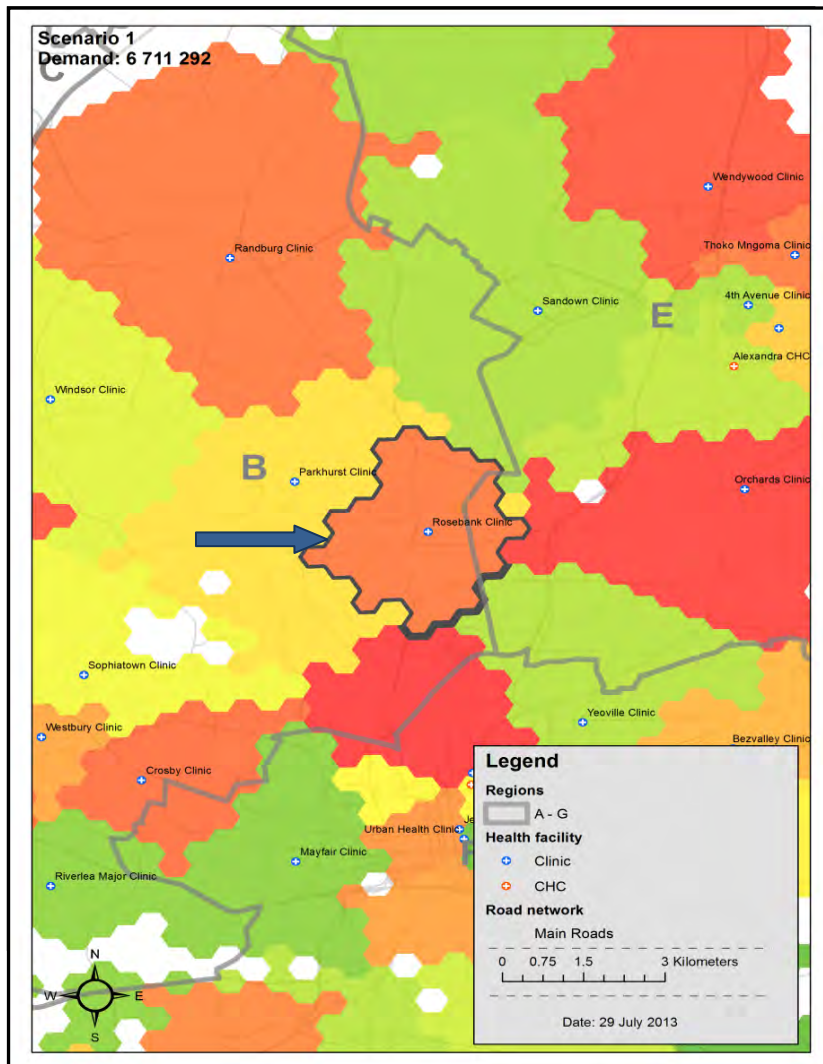 Scenario 1
Demand: 6 711 292
C
Wendywood Clinic
Randburg Clinic
Thoko Mngoma Clinic
4th Avenue Clinic
Sandown Clinic
E
Alexandra CHC
Windsor Clinic
B
Parkhurst Clinic
Orchards Clinic
Rosebank Clinic
Sophiatown Clinic
Yeoville Clinic
Westbury Clinic
Bezvalley Clinic
Crosby Clinic
Urban Health Clinic
Mayfair Clinic
Riverlea Major Clinic
N
W
E
S
Legend
Regions
A - G
Health facility
Clinic
CHC
Road network
Main Roads
0 0.75 1.5 3 Kilometers
Date: 29 July 2013